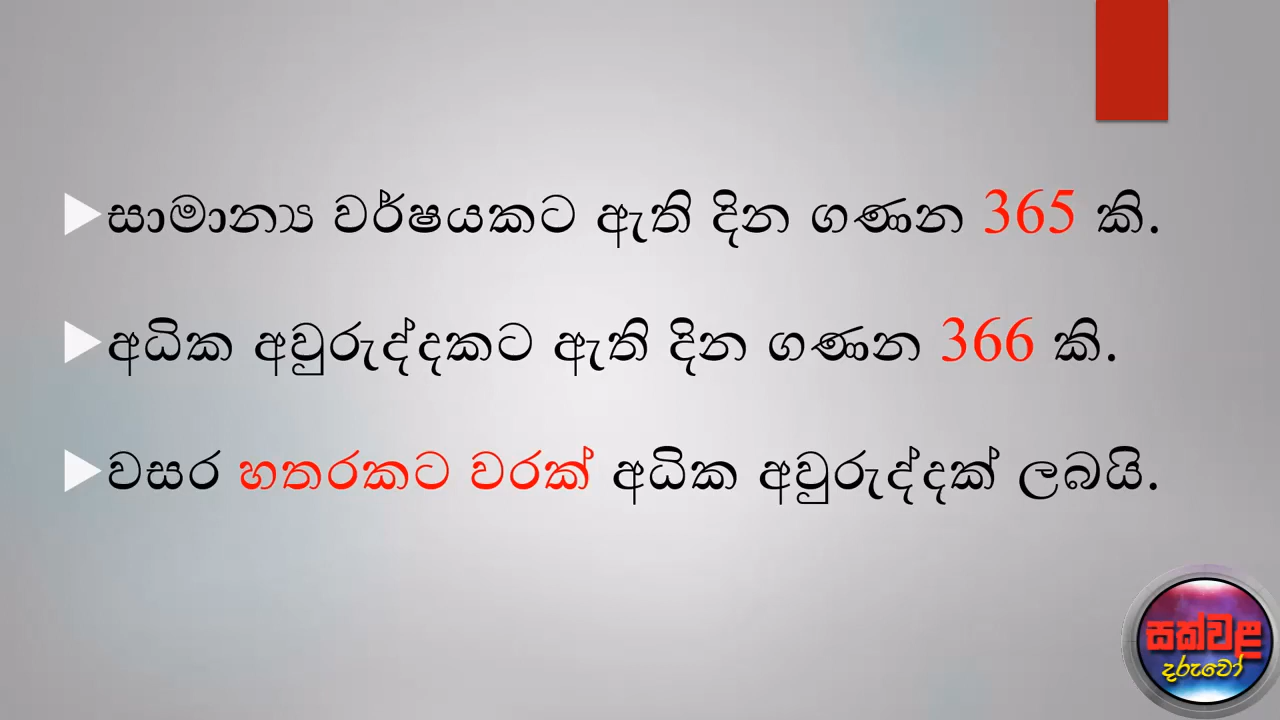 සාමාන්‍ය වර්ෂයකට ඇති දින ගණන 365 කි.
අධික අවුරුද්දකට ඇති දින ගණන 366 කි.
වසර හතරකට වරක් අධික අවුරුද්දක් ලබයි.
සක්වළ
දරුවෝ